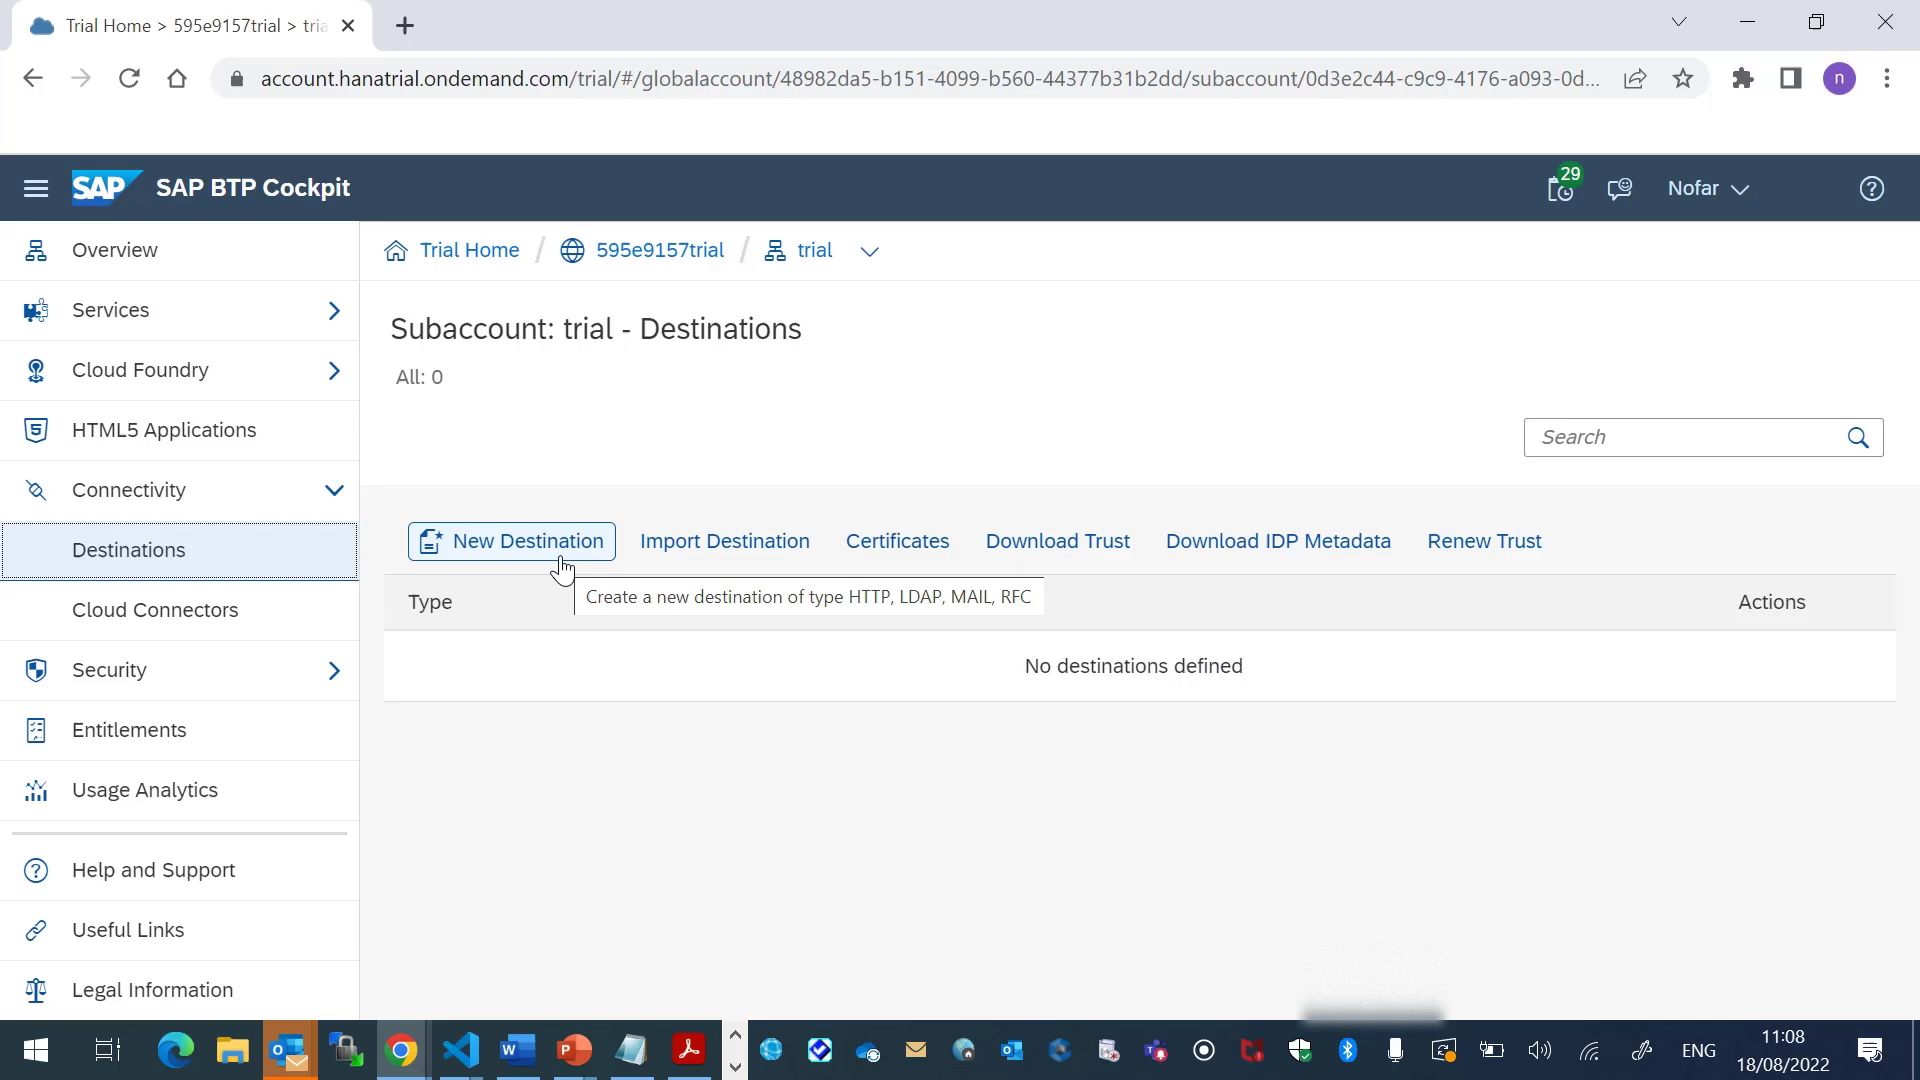 Trial Home > 595e9157trial > tria
account.hanatrial.ondemand.com/trial/#/globalaccount/48982da5-b151-4099-b560-44377b31b2dd/subaccount/0d3e2c44-c9c9-4176-a093-0d...
n
SAP SAP BTP Cockpit
29
Nofar
Overview
Services
Cloud Foundry
HTML5 Applications
Connectivity
Destinations
Cloud Connectors
Security
Entitlements
Usage Analytics
Help and Support
Useful Links
Legal Information
Trial Home / 595e9157trial / trial
Subaccount: trial - Destinations
All: 0
Search
New Destination Import Destination Certificates Download Trust Download IDP Metadata Renew Trust
Create a new destination of type HTTP, LDAP, MAIL, RFC
Type Actions
No destinations defined
ENG
11:08
18/08/2022